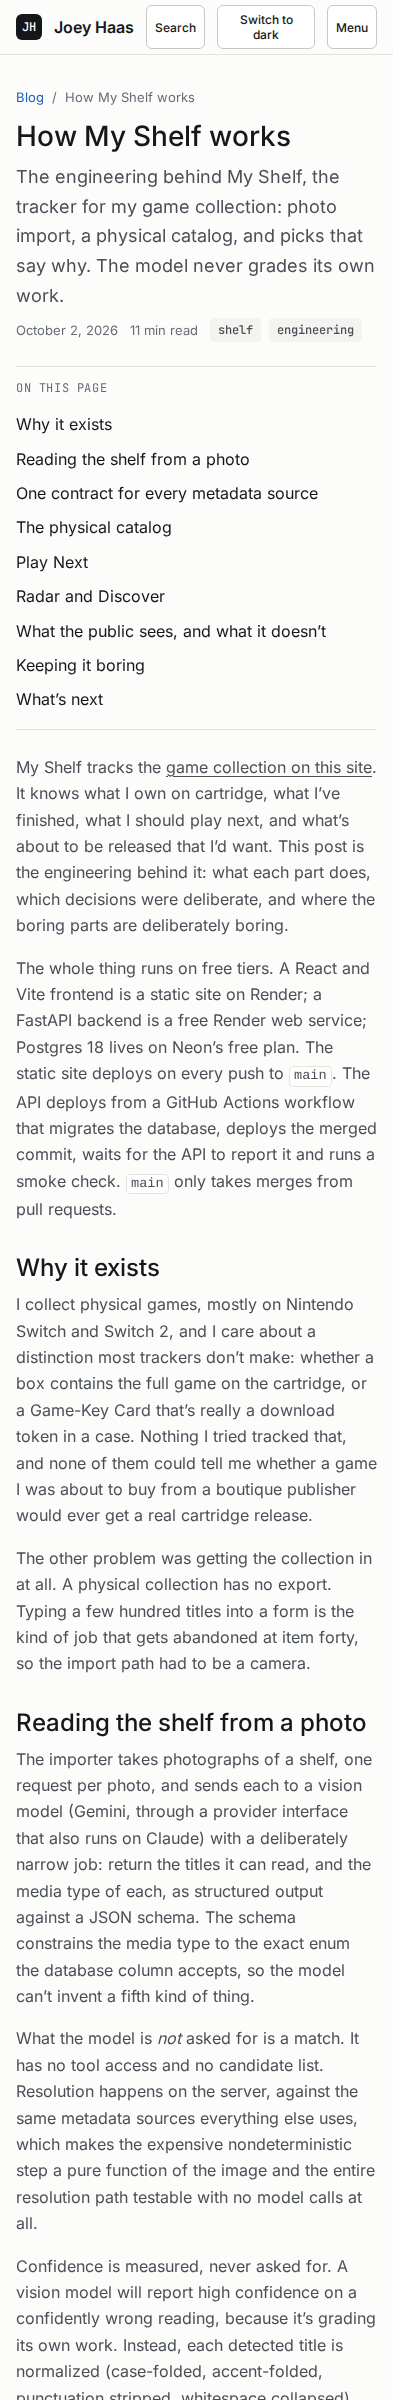 JH Joey Haas Search Switch to dark Menu
Blog / How My Shelf works
How My Shelf works
The engineering behind My Shelf, the
tracker for my game collection: photo
import, a physical catalog, and picks that
say why. The model never grades its own
work.
October 2, 2026 11 min read shelf engineering
ON THIS PAGE
Why it exists
Reading the shelf from a photo
One contract for every metadata source
The physical catalog
Play Next
Radar and Discover
What the public sees, and what it doesn’t
Keeping it boring
What’s next
My Shelf tracks the game collection on this site.
It knows what I own on cartridge, what I’ve
finished, what I should play next, and what’s
about to be released that I’d want. This post is
the engineering behind it: what each part does,
which decisions were deliberate, and where the
boring parts are deliberately boring.
The whole thing runs on free tiers. A React and
Vite frontend is a static site on Render; a
FastAPI backend is a free Render web service;
Postgres 18 lives on Neon’s free plan. The
static site deploys on every push to main. The
API deploys from a GitHub Actions workflow
that migrates the database, deploys the merged
commit, waits for the API to report it and runs a
smoke check. main only takes merges from
pull requests.
Why it exists
I collect physical games, mostly on Nintendo
Switch and Switch 2, and I care about a
distinction most trackers don’t make: whether a
box contains the full game on the cartridge, or
a Game-Key Card that’s really a download
token in a case. Nothing I tried tracked that,
and none of them could tell me whether a game
I was about to buy from a boutique publisher
would ever get a real cartridge release.
The other problem was getting the collection in
at all. A physical collection has no export.
Typing a few hundred titles into a form is the
kind of job that gets abandoned at item forty,
so the import path had to be a camera.
Reading the shelf from a photo
The importer takes photographs of a shelf, one
request per photo, and sends each to a vision
model (Gemini, through a provider interface
that also runs on Claude) with a deliberately
narrow job: return the titles it can read, and the
media type of each, as structured output
against a JSON schema. The schema
constrains the media type to the exact enum
the database column accepts, so the model
can’t invent a fifth kind of thing.
What the model is not asked for is a match. It
has no tool access and no candidate list.
Resolution happens on the server, against the
same metadata sources everything else uses,
which makes the expensive nondeterministic
step a pure function of the image and the entire
resolution path testable with no model calls at
all.
Confidence is measured, never asked for. A
vision model will report high confidence on a
confidently wrong reading, because it’s grading
its own work. Instead, each detected title is
normalized (case-folded, accent-folded,
punctuation stripped, whitespace collapsed)